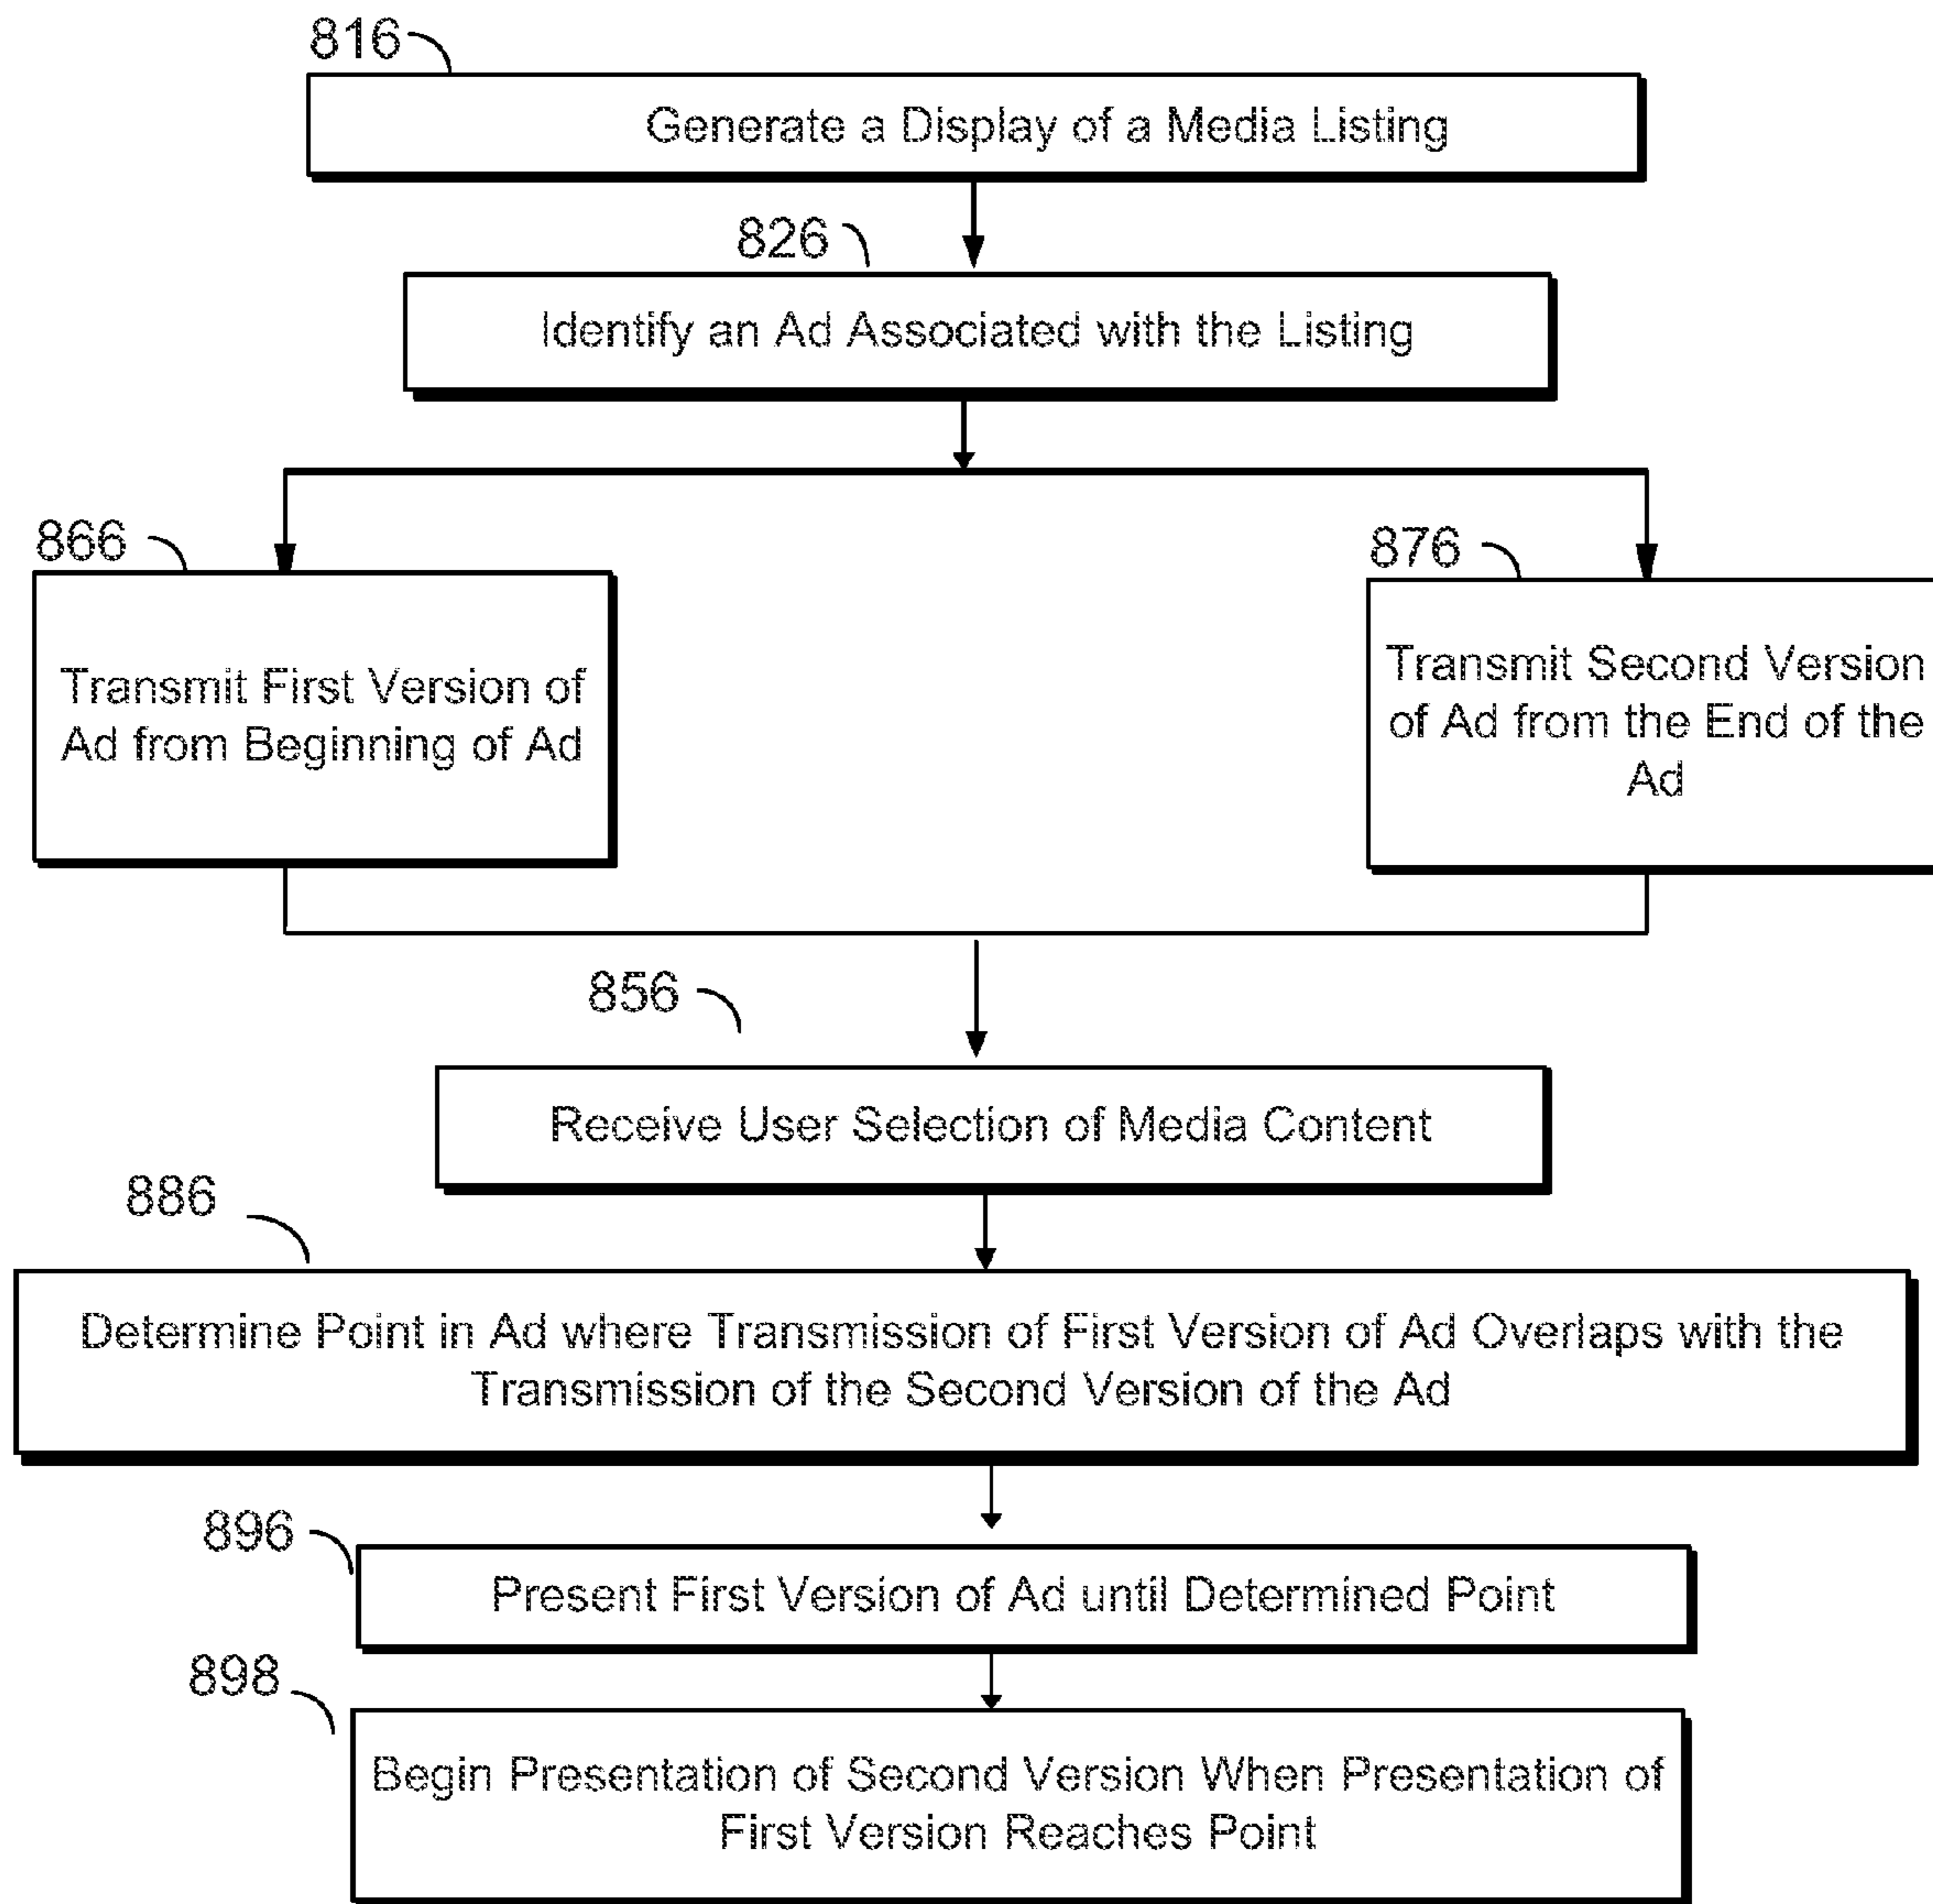 816
Generate a Display of a Media Listing
826
Identify an Ad Associated with the Listing
866
Transmit First Version of
Ad from Beginning of Ad
876
Transmit Second Version
of Ad from the End of the
Ad
856
Receive User Selection of Media Content
886
Determine Point in Ad where Transmission of First Version of Ad Overlaps with the
Transmission of the Second Version of the Ad
896
Present First Version of Ad until Determined Point
898
Begin Presentation of Second Version When Presentation of
First Version Reaches Point